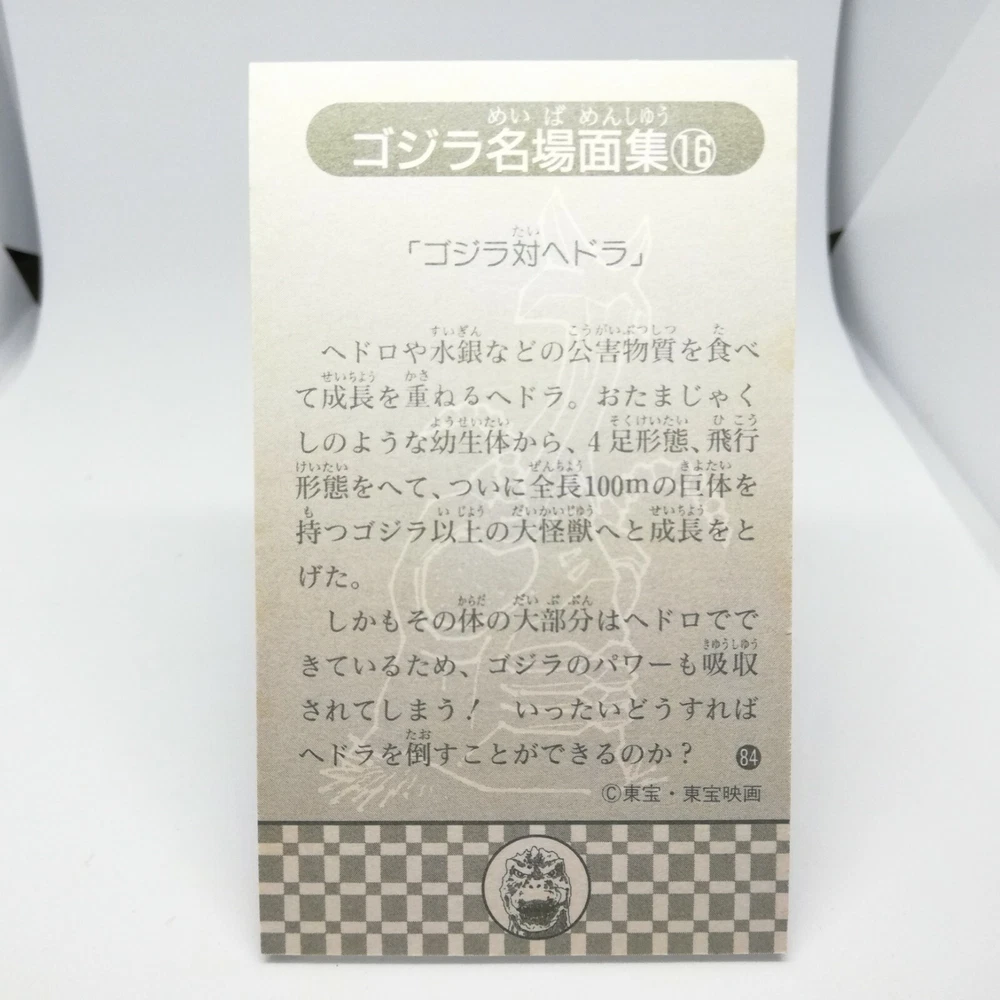 ゴジラ名場面集⑯
めい ば めんしゅう
「ゴジラ対ヘドラ」
たい
ヘドロや水銀などの公害物質を食べ
すいぎん こうがいぶつしつ た
て成長を重ねるヘドラ。おたまじゃく
せいちよう かさ
しのような幼生体から、4足形態、飛行
ようせいたい そくけいたい ひ こう
形態をへて、ついに全長100mの巨体を
けいたい ぜんちよう きよたい
持つゴジラ以上の大怪獣へと成長をと
も い じよう だいかいじゆう せいちよう
げた。
しかもその体の大部分はヘドロでで
からだ だい ぶ ぶん
きているため、ゴジラのパワーも吸収
きゆうしゆう
されてしまう! いったいどうすれば
ヘドラを倒すことができるのか?
たお
84
©東宝・東宝映画